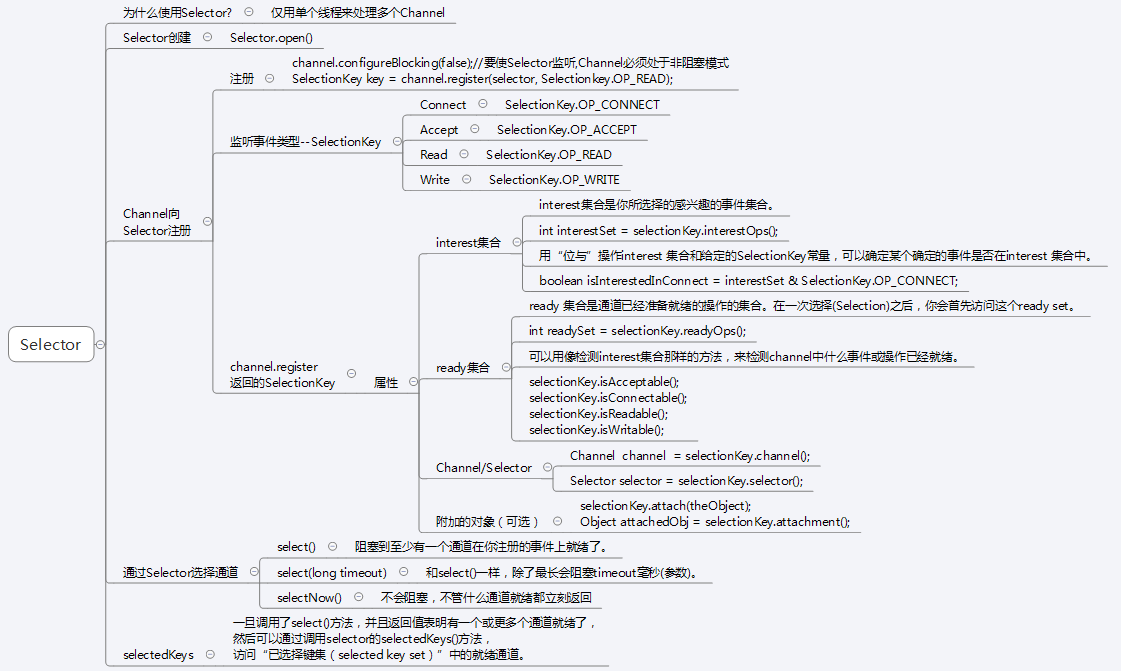 为什么使用Selector?
仅用单个线程来处理多个Channel
Selector创建
Selector.open()
Channel向
Selector注册
注册
channel.configureBlocking(false);//要使Selector监听,Channel必须处于非阻塞模式
SelectionKey key = channel.register(selector, Selectionkey.OP_READ);
监听事件类型--SelectionKey
Connect
SelectionKey.OP_CONNECT
Accept
SelectionKey.OP_ACCEPT
Read
SelectionKey.OP_READ
Write
SelectionKey.OP_WRITE
channel.register
返回的SelectionKey
属性
interest集合
interest集合是你所选择的感兴趣的事件集合。
int interestSet = selectionKey.interestOps();
用“位与”操作interest 集合和给定的SelectionKey常量，可以确定某个确定的事件是否在interest 集合中。
boolean isInterestedInConnect = interestSet & SelectionKey.OP_CONNECT;
ready集合
ready 集合是通道已经准备就绪的操作的集合。在一次选择(Selection)之后，你会首先访问这个ready set。
int readySet = selectionKey.readyOps();
可以用像检测interest集合那样的方法，来检测channel中什么事件或操作已经就绪。
selectionKey.isAcceptable();
selectionKey.isConnectable();
selectionKey.isReadable();
selectionKey.isWritable();
Channel/Selector
Channel channel = selectionKey.channel();
Selector selector = selectionKey.selector();
附加的对象（可选）
selectionKey.attach(theObject);
Object attachedObj = selectionKey.attachment();
Selector
通过Selector选择通道
select()
阻塞到至少有一个通道在你注册的事件上就绪了。
select(long timeout)
和select()一样，除了最长会阻塞timeout毫秒(参数)。
selectNow()
不会阻塞，不管什么通道就绪都立刻返回
selectedKeys
一旦调用了select()方法，并且返回值表明有一个或更多个通道就绪了，
然后可以通过调用selector的selectedKeys()方法，
访问“已选择键集（selected key set）”中的就绪通道。